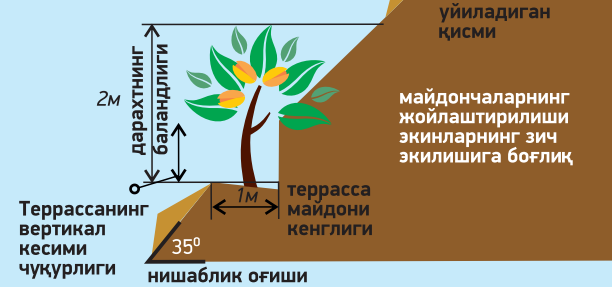 уйиладиган
қисми
дарахтнинг
баландлиги
2м
майдончаларнинг
жойлаштирилиши
экинларнинг зич
экилишига боғлиқ
1м
террасса
майдони
кенглиги
Террассанинг
вертикал
кесими
чуқурлиги
35⁰
нишаблик оғиши